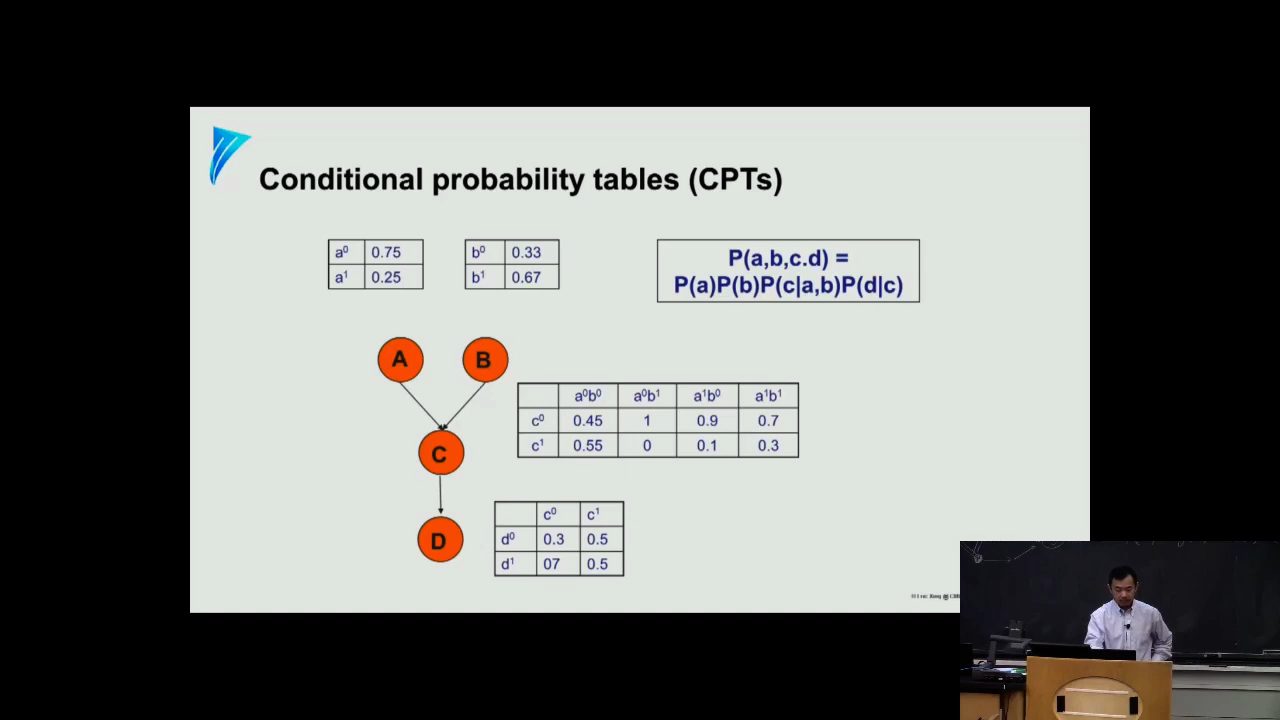 Conditional probability tables (CPTs)
a⁰ 0.75
a¹ 0.25
b⁰ 0.33
b¹ 0.67
P(a,b,c.d) =
P(a)P(b)P(c|a,b)P(d|c)
A B
a⁰b⁰ a⁰b¹ a¹b⁰ a¹b¹
c⁰ 0.45 1 0.9 0.7
c¹ 0.55 0 0.1 0.3
C
c⁰ c¹
d⁰ 0.3 0.5
d¹ 07 0.5
D